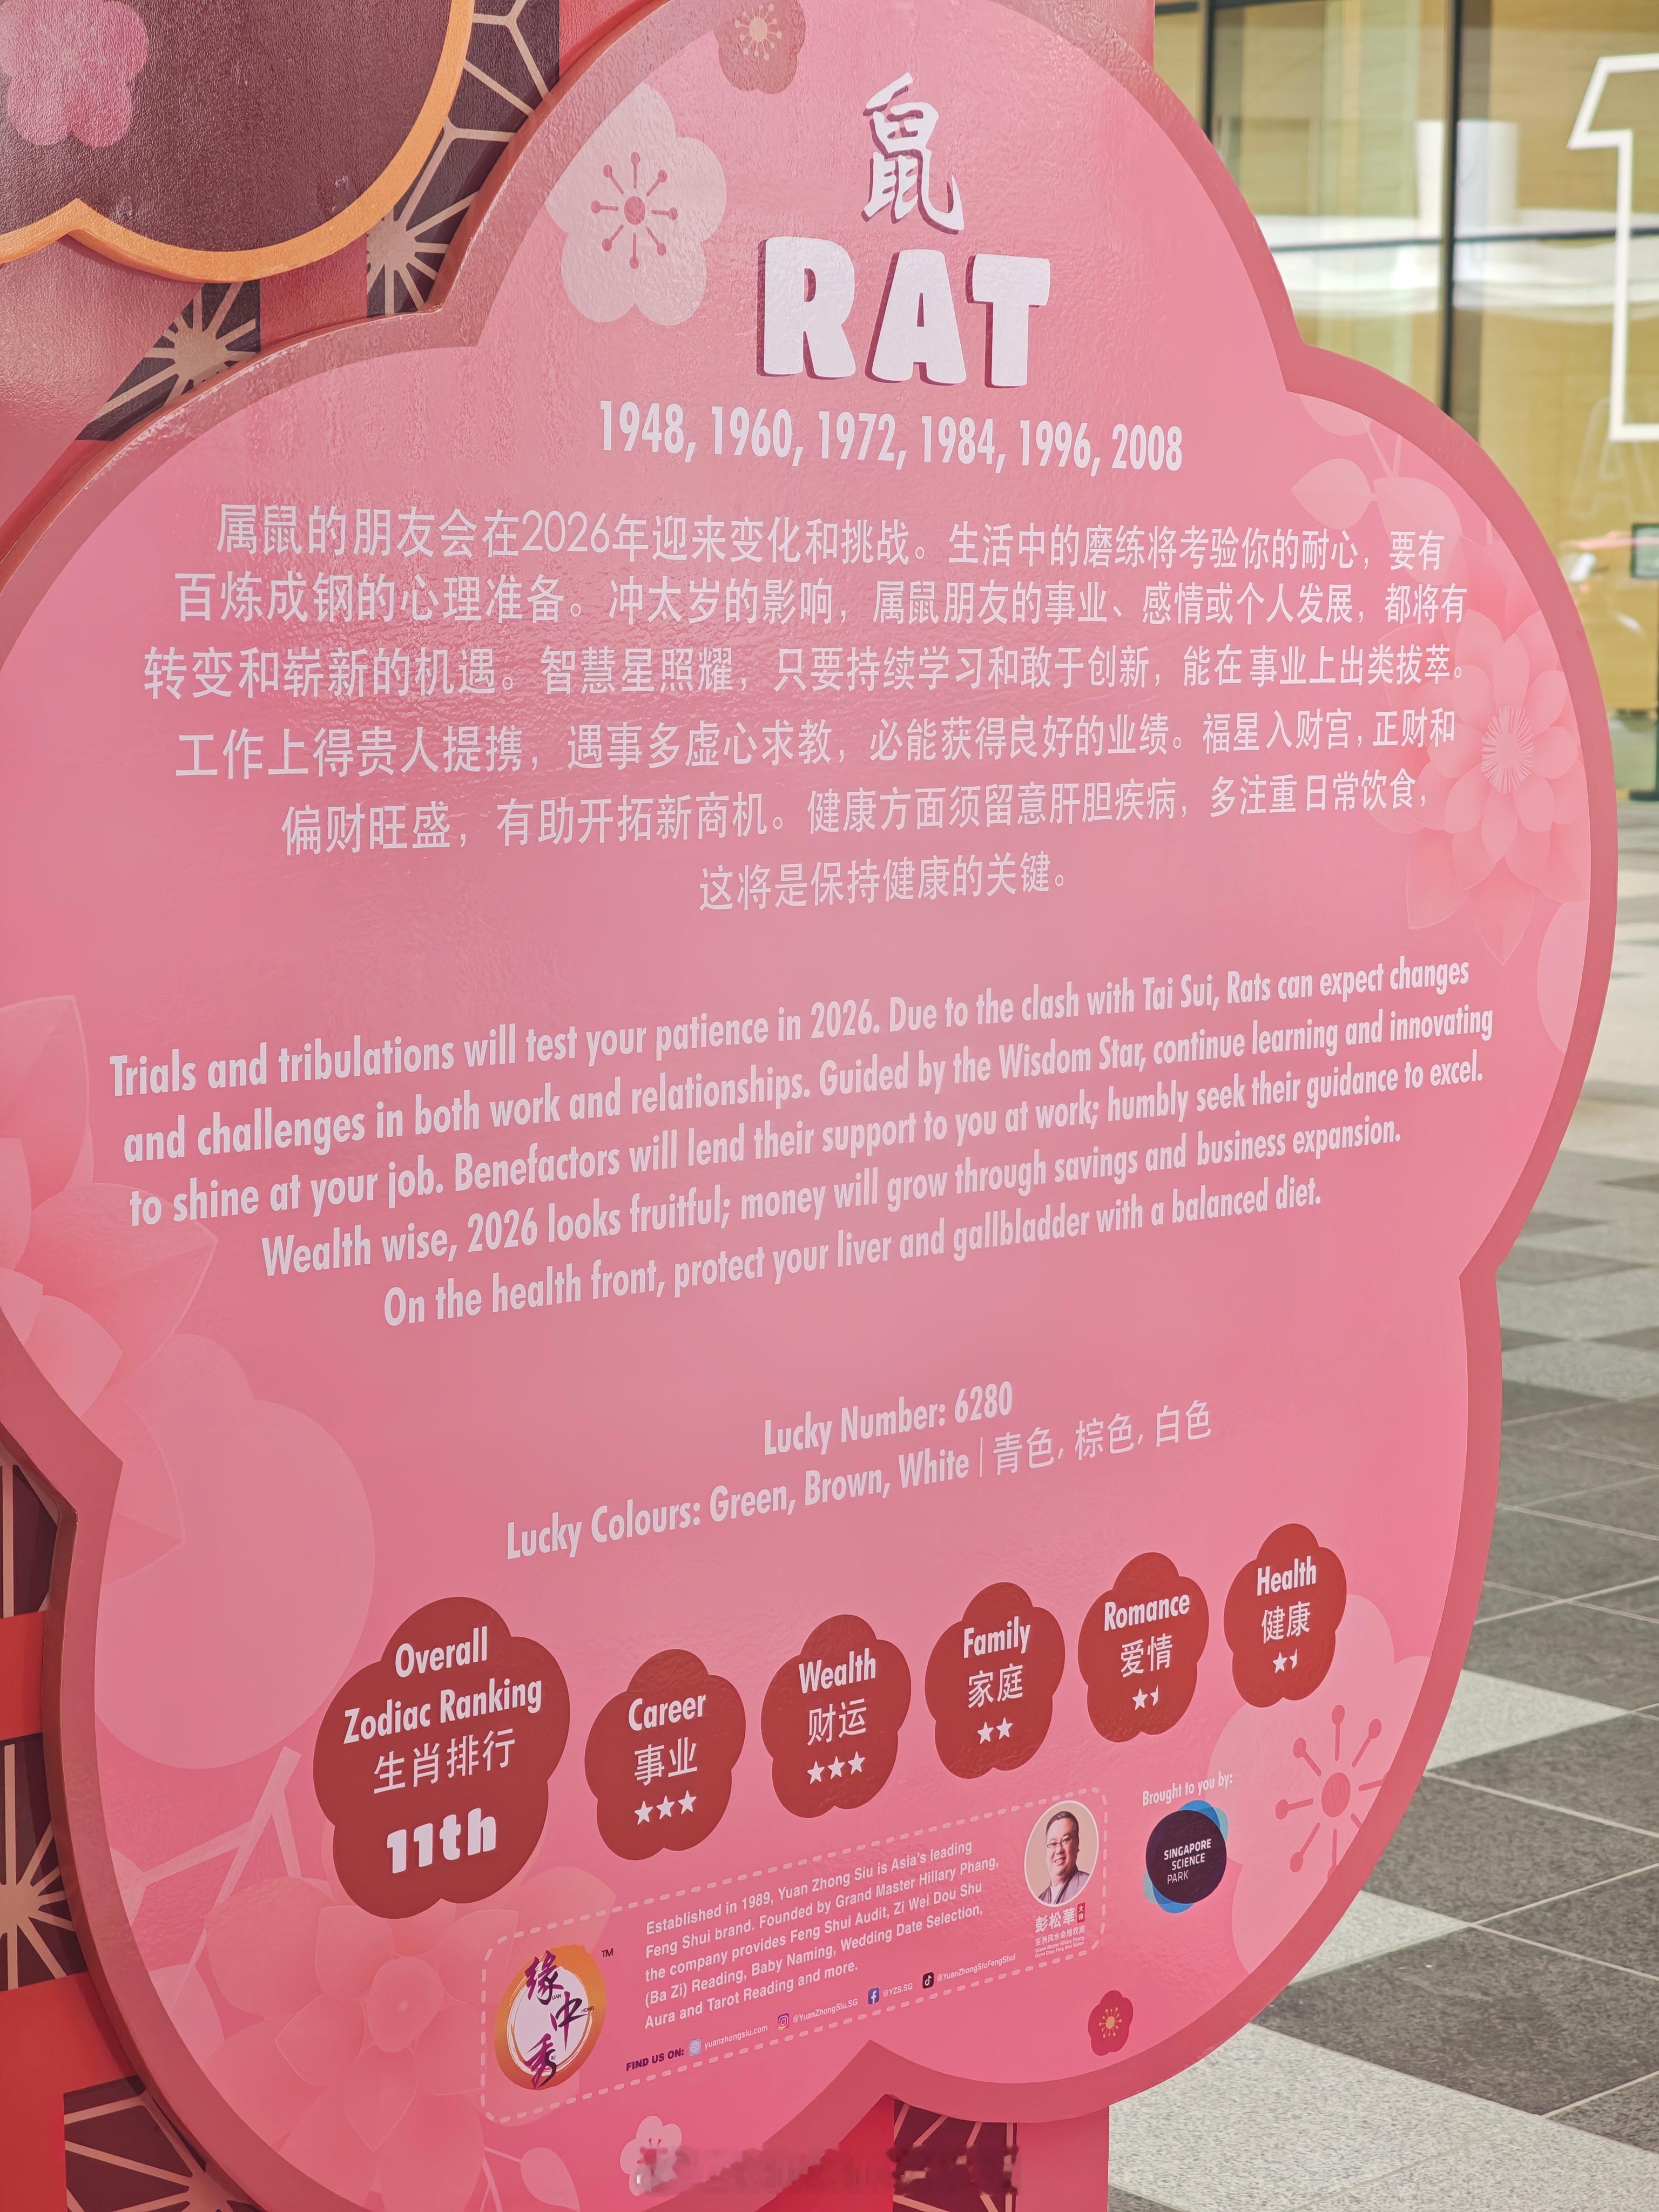 鼠
RAT
1948, 1960, 1972, 1984, 1996, 2008
属鼠的朋友会在2026年迎来变化和挑战。生活中的磨练将考验你的耐心，要有
百炼成钢的心理准备。冲太岁的影响，属鼠朋友的事业、感情或个人发展，都将有
转变和崭新的机遇。智慧星照耀，只要持续学习和敢于创新，能在事业上出类拔萃。
工作上得贵人提携，遇事多虚心求教，必能获得良好的业绩。福星入财宫，正财和
偏财旺盛，有助开拓新商机。健康方面须留意肝胆疾病，多注重日常饮食，
这将是保持健康的关键。
Trials and tribulations will test your patience in 2026. Due to the clash with Tai Sui, Rats can expect changes
and challenges in both work and relationships. Guided by the Wisdom Star, continue learning and innovating
to shine at your job. Benefactors will lend their support to you at work; humbly seek their guidance to excel.
Wealth wise, 2026 looks fruitful; money will grow through savings and business expansion.
On the health front, protect your liver and gallbladder with a balanced diet.
Lucky Number: 6280
Lucky Colours: Green, Brown, White | 青色, 棕色, 白色
Overall
Zodiac Ranking
生肖排行
11th
Career
事业
★★★
Wealth
财运
★★★
Family
家庭
★★
Romance
爱情
Health
健康
缘中秀
TM
Established in 1989, Yuan Zhong Siu is Asia's leading
Feng Shui brand. Founded by Grand Master Hillary Phang,
the company provides Feng Shui Audit, Zi Wei Dou Shu
(Ba Zi) Reading, Baby Naming, Wedding Date Selection,
Aura and Tarot Reading and more.
FIND US ON: yuanzhongsiu.com @YuanZhongSiu.SG @YZS.SG @YuanZhongSiuFengShui
彭松華
大师
Brought to you by:
SINGAPORE
SCIENCE
PARK